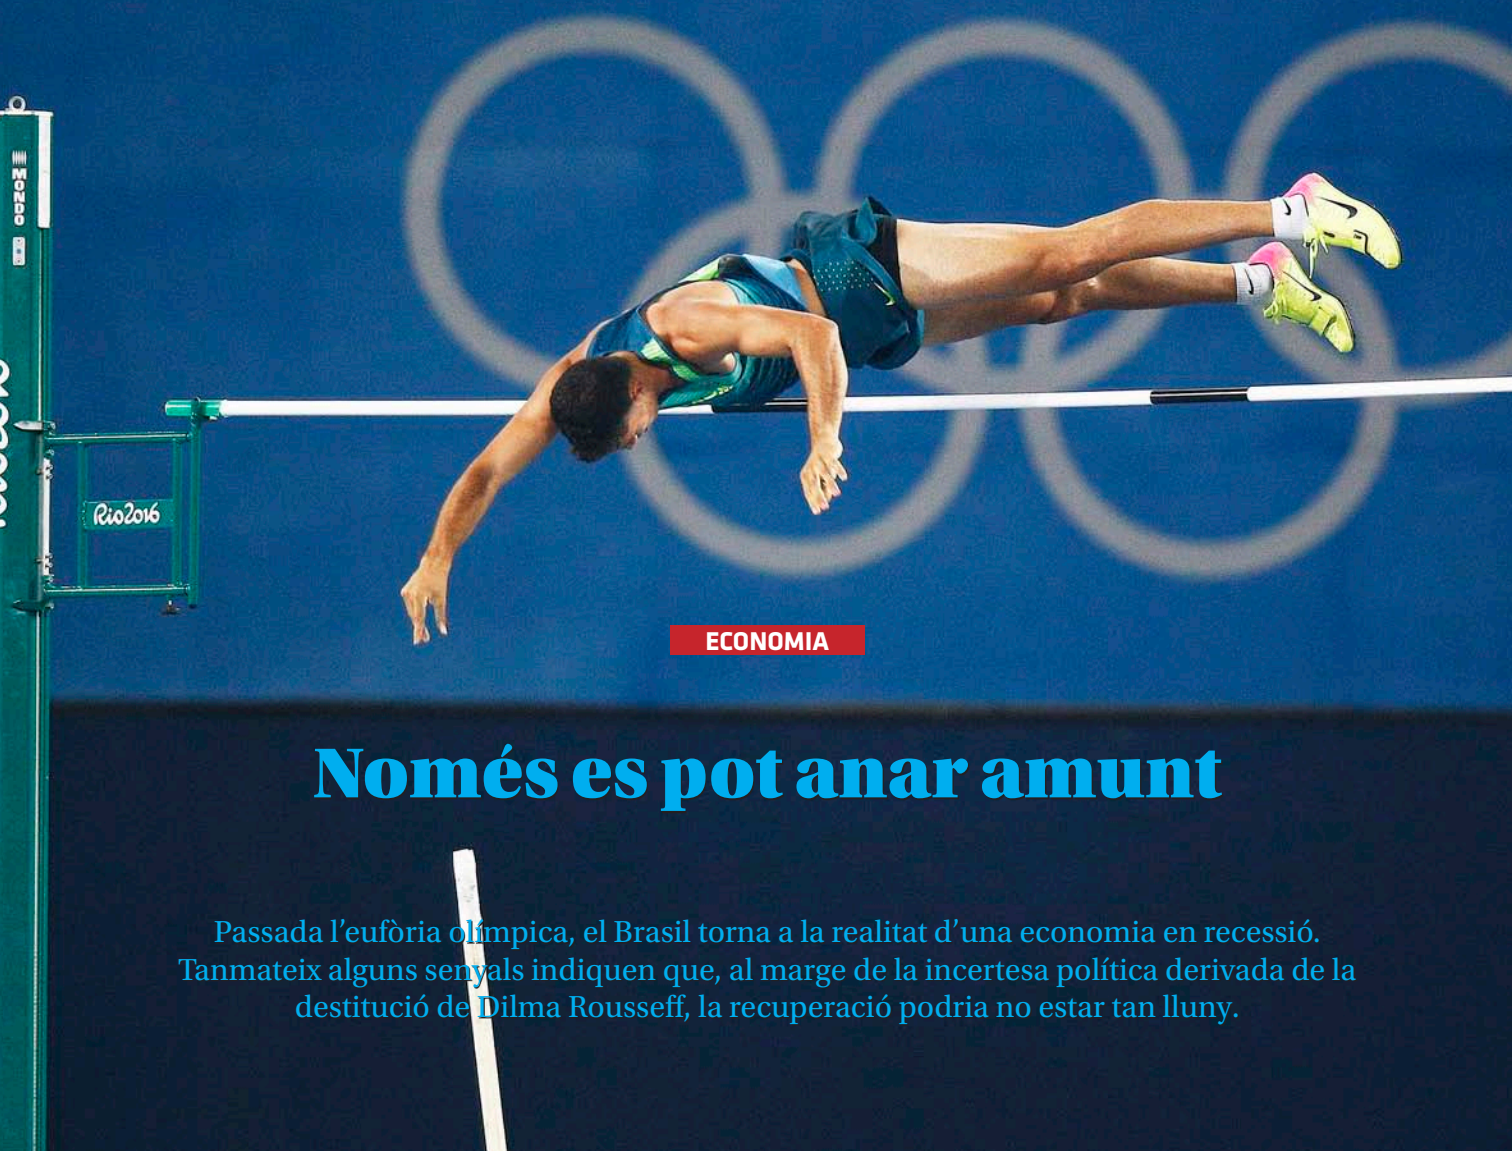 MONDO
Rio2016
ECONOMIA
Només es pot anar amunt
Passada l’eufòria olímpica, el Brasil torna a la realitat d’una economia en recessió.
Tanmateix alguns senyals indiquen que, al marge de la incertesa política derivada de la
destitució de Dilma Rousseff, la recuperació podria no estar tan lluny.